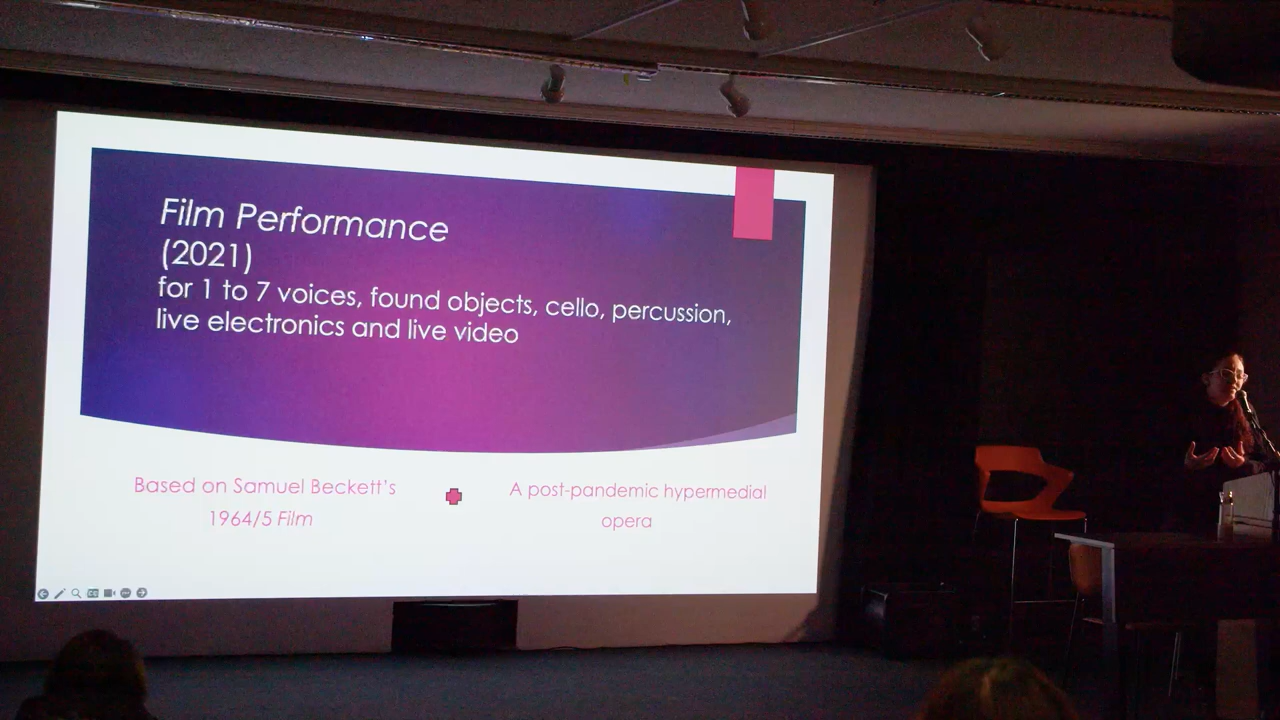 Film Performance
(2021)
for 1 to 7 voices, found objects, cello, percussion,
live electronics and live video
Based on Samuel Beckett's
1964/5 Film
A post-pandemic hypermedial
opera